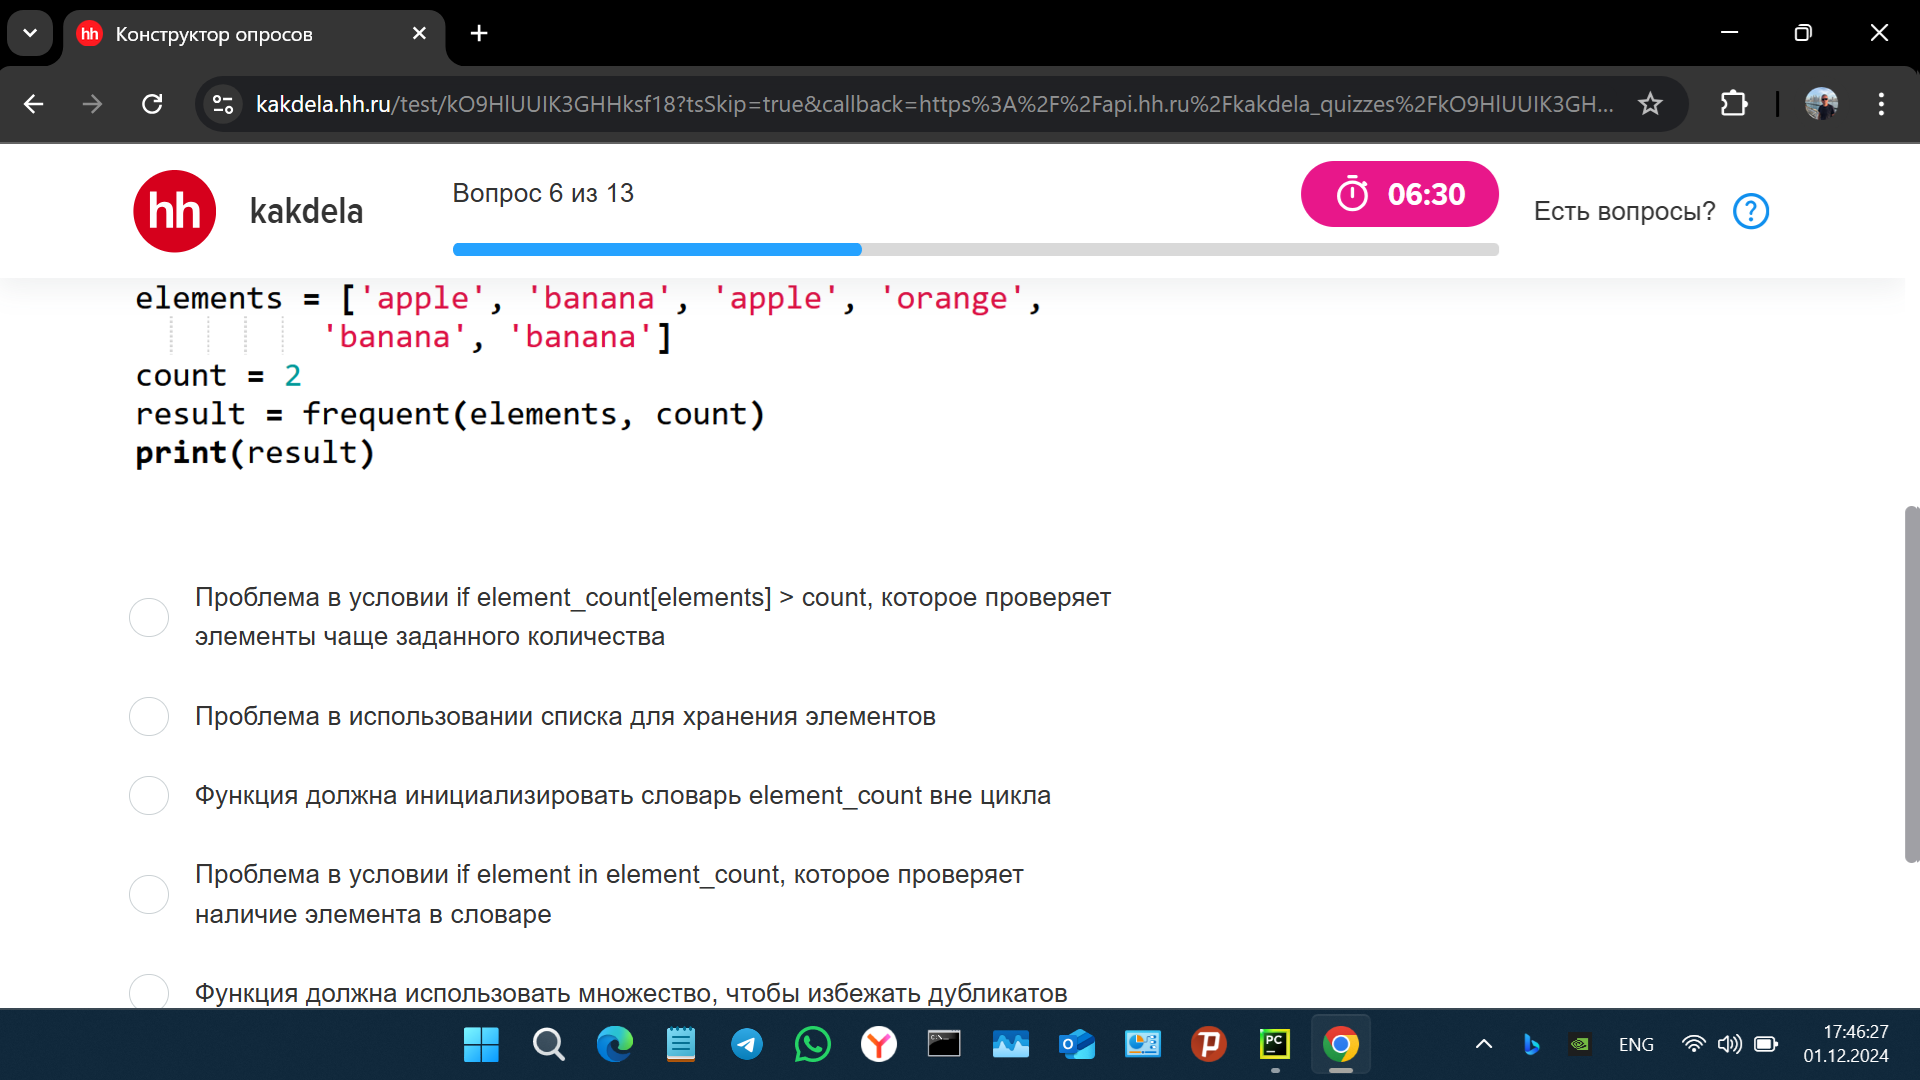 hh Конструктор опросов
kakdela.hh.ru/test/kO9HlUUIK3GHHksf18?tsSkip=true&callback=https%3A%2F%2Fapi.hh.ru%2Fkakdela_quizzes%2FkO9HlUUIK3GH...
hh kakdela
Вопрос 6 из 13
06:30
Есть вопросы? ?
elements = ['apple', 'banana', 'apple', 'orange',
'banana', 'banana']
count = 2
result = frequent(elements, count)
print(result)
Проблема в условии if element_count[elements] > count, которое проверяет
элементы чаще заданного количества
Проблема в использовании списка для хранения элементов
Функция должна инициализировать словарь element_count вне цикла
Проблема в условии if element in element_count, которое проверяет
наличие элемента в словаре
Функция должна использовать множество, чтобы избежать дубликатов
PC
ENG
17:46:27
01.12.2024